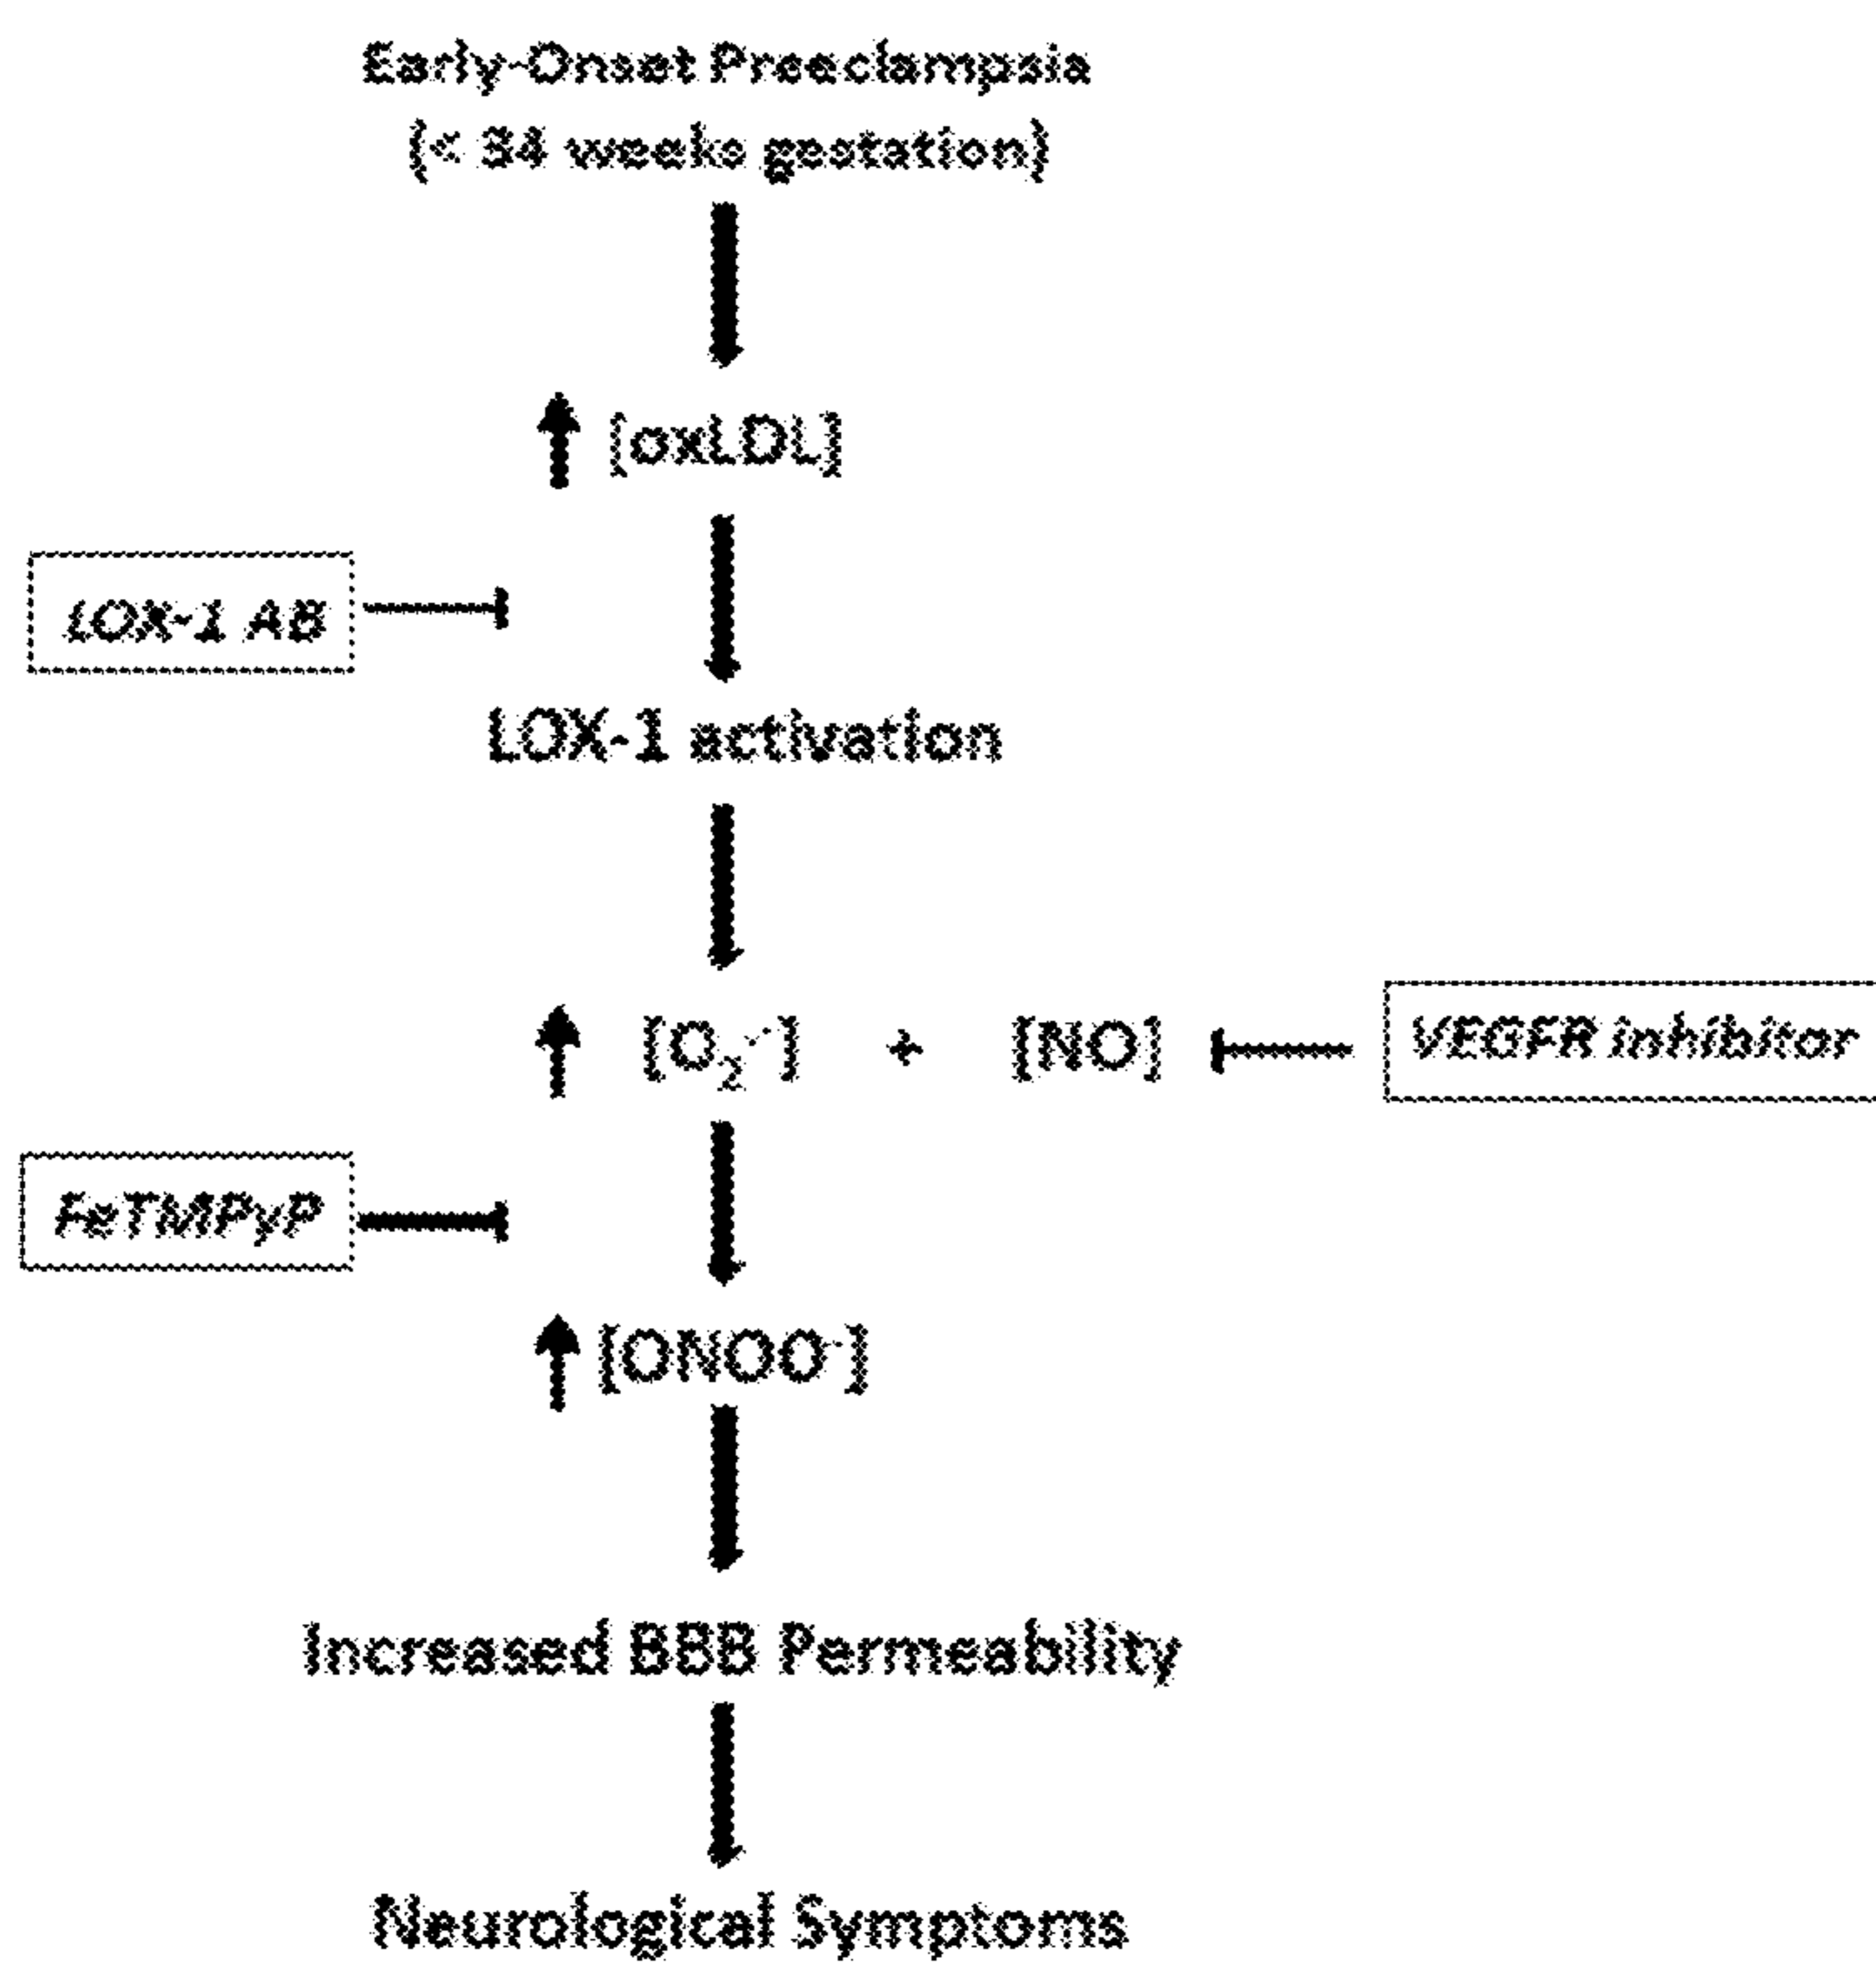 Early-Onset Preeclampsia
(< 34 weeks gestation)
[oxLDL]
LOX-1 AB
LOX-1 activation
[O₂˙⁻] + [NO]
VEGFR inhibitor
FeTMPyP
[ONOO⁻]
Increased BBB Permeability
Neurological Symptoms